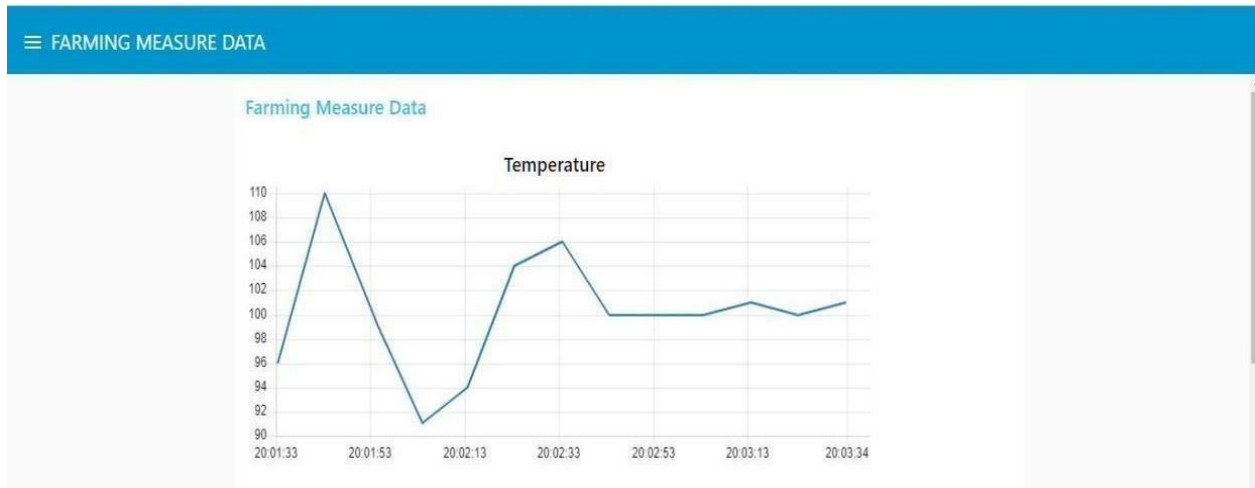 ≡ FARMING MEASURE DATA
Farming Measure Data
Temperature
110
108
106
104
102
100
98
96
94
92
90
20:01:33 20:01:53 20:02:13 20:02:33 20:02:53 20:03:13 20:03:34